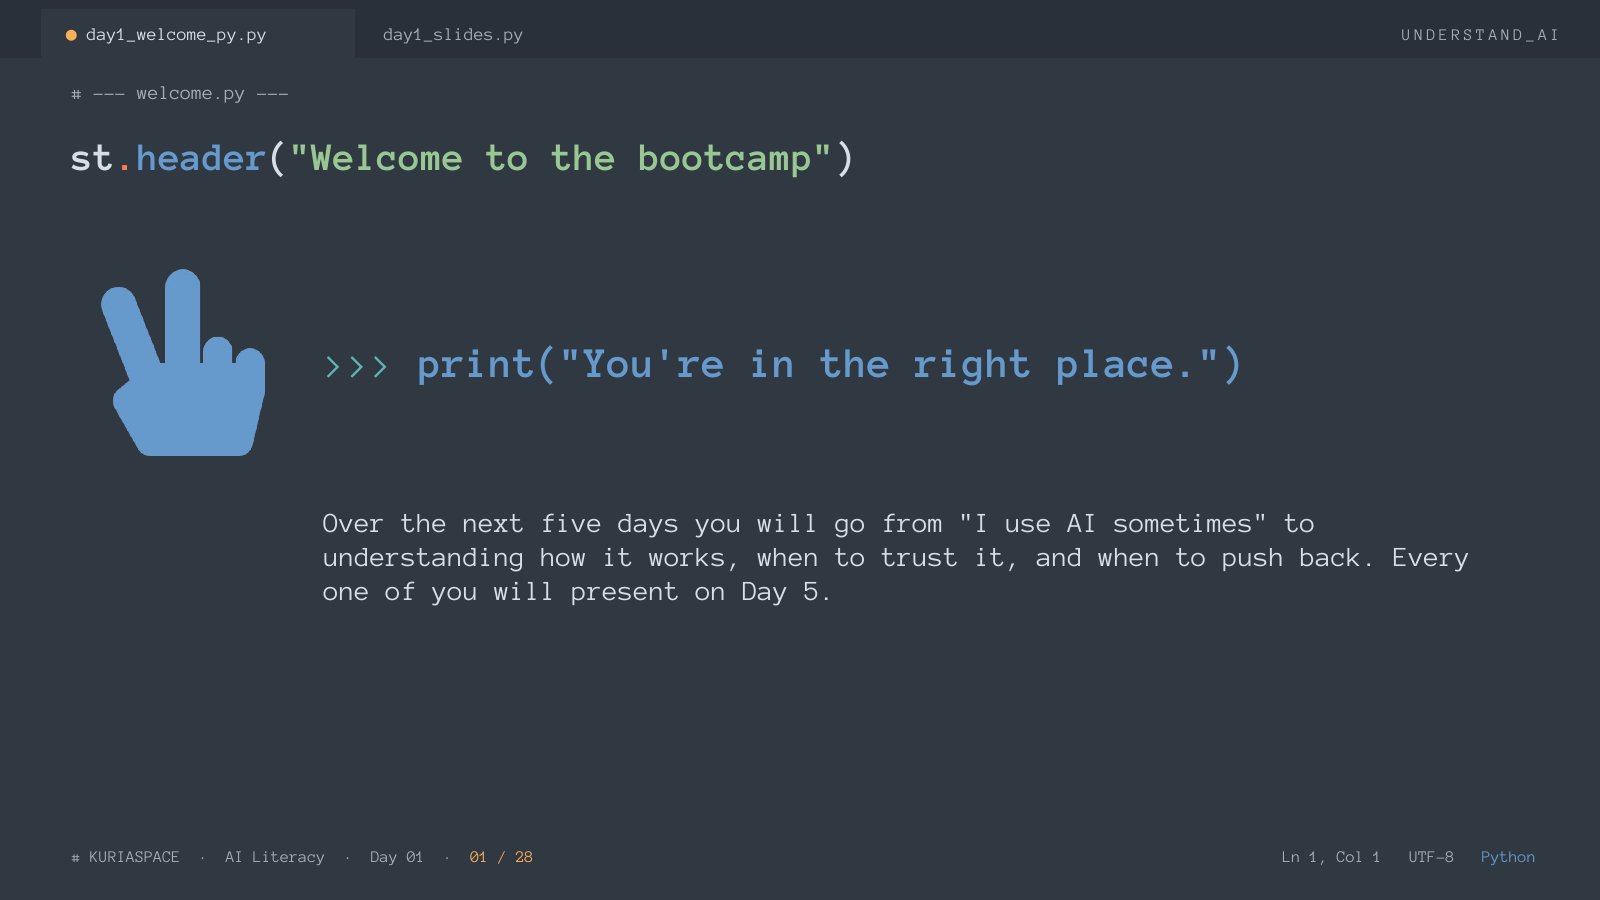 day1_welcome_py.py
day1_slides.py
UNDERSTAND_AI
# --- welcome.py ---
st.header("Welcome to the bootcamp")
>>> print("You're in the right place.")
Over the next five days you will go from "I use AI sometimes" to
understanding how it works, when to trust it, and when to push back. Every
one of you will present on Day 5.
# KURIASPACE · AI Literacy · Day 01 · 01 / 28
Ln 1, Col 1 UTF-8 Python